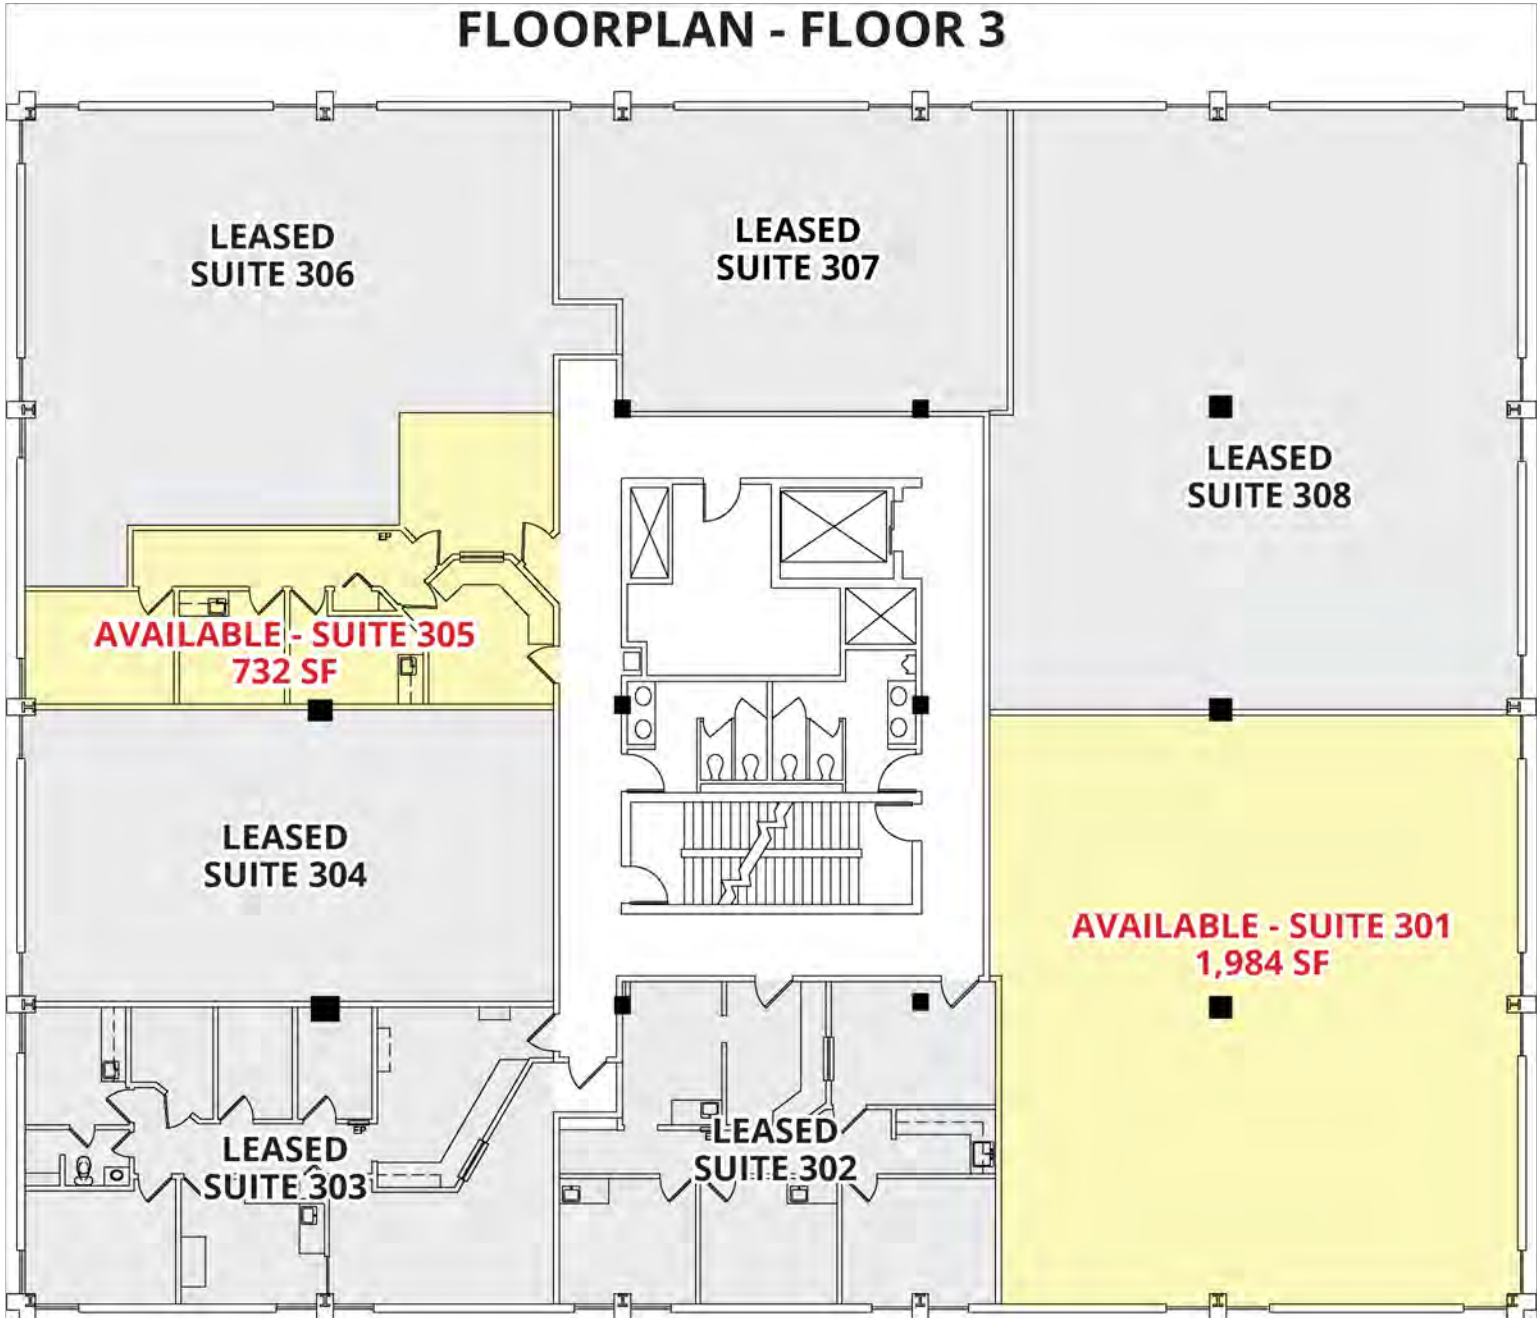 FLOORPLAN - FLOOR 3
LEASED
SUITE 306
LEASED
SUITE 307
LEASED
SUITE 308
EP
AVAILABLE - SUITE 305
732 SF
LEASED
SUITE 304
AVAILABLE - SUITE 301
1,984 SF
EP
LEASED
SUITE 303
LEASED
SUITE 302